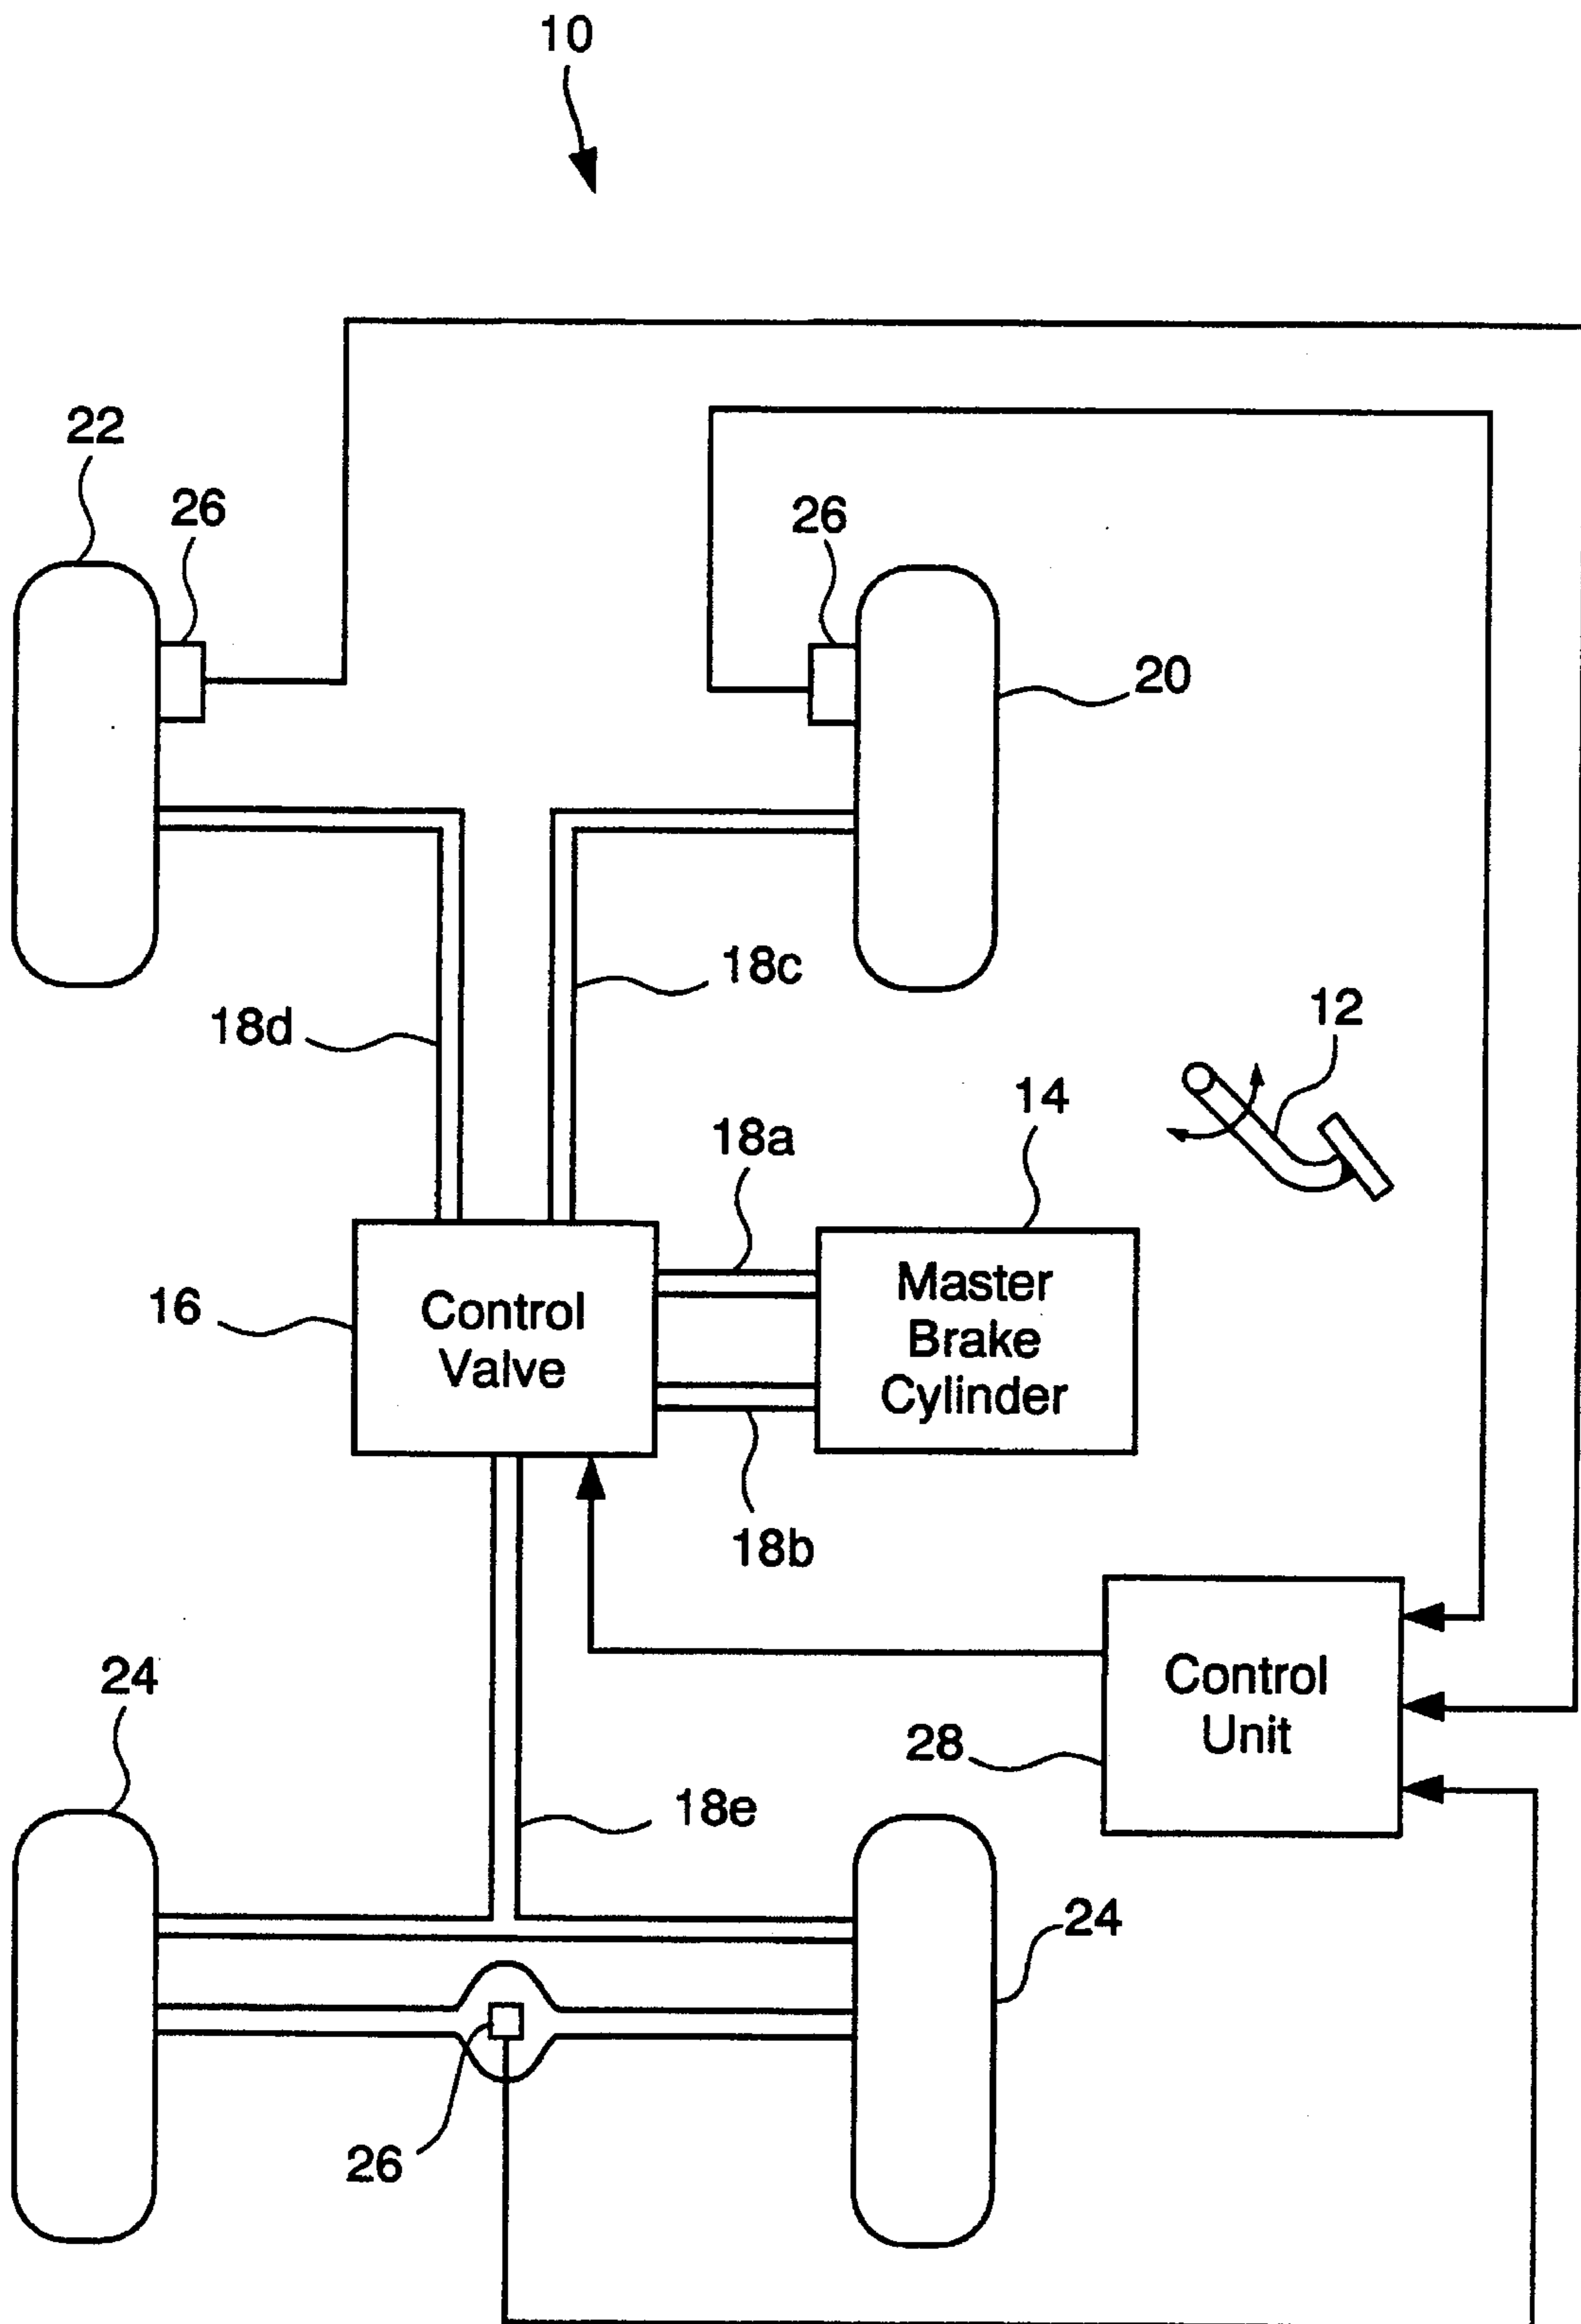 10
22
26
26
20
18c
18d
12
14
18a
16
Control
Valve
Master
Brake
Cylinder
18b
24
Control
Unit
28
18e
24
26